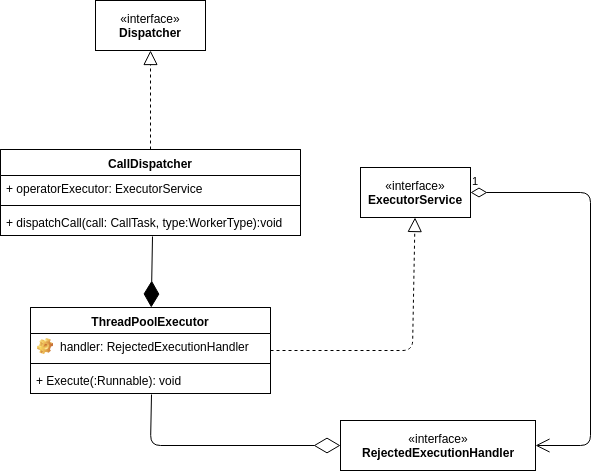 «interface»
Dispatcher
CallDispatcher
+ operatorExecutor: ExecutorService
+ dispatchCall(call: CallTask, type:WorkerType):void
«interface»
ExecutorService
1
ThreadPoolExecutor
handler: RejectedExecutionHandler
+ Execute(:Runnable): void
«interface»
RejectedExecutionHandler